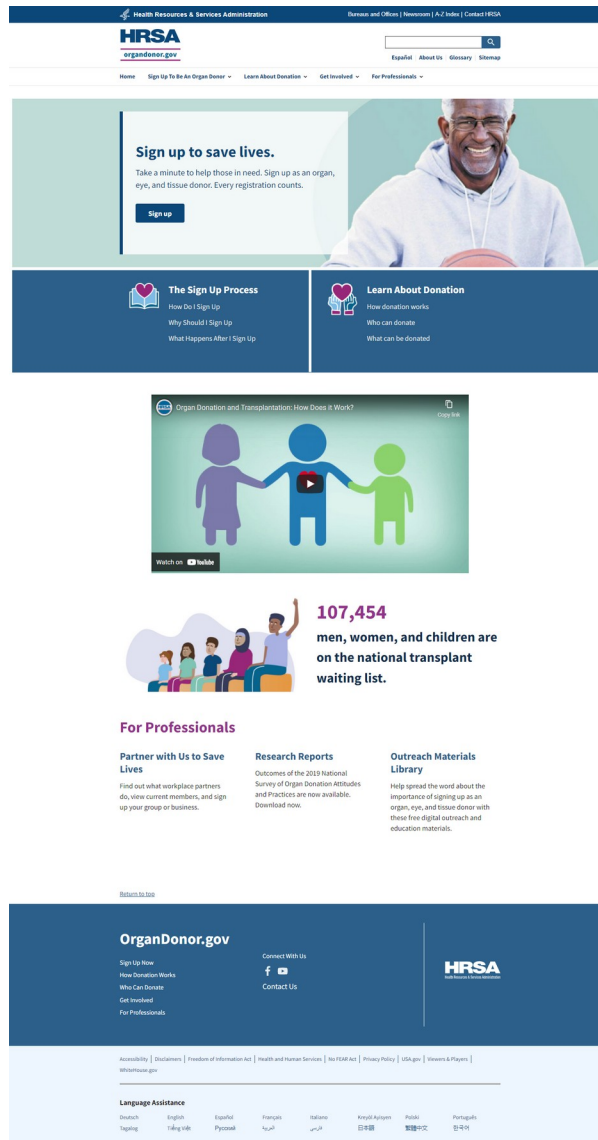 Health Resources & Services Administration
Bureaus and Offices | Newsroom | A-Z Index | Contact HRSA
HRSA
organdonor.gov
Español About Us Glossary Sitemap
Home Sign Up To Be An Organ Donor Learn About Donation Get Involved For Professionals
Sign up to save lives.
Take a minute to help those in need. Sign up as an organ,
eye, and tissue donor. Every registration counts.
Sign up
The Sign Up Process
How Do I Sign Up
Why Should I Sign Up
What Happens After I Sign Up
Learn About Donation
How donation works
Who can donate
What can be donated
Organ Donation and Transplantation: How Does it Work?
Copy link
Watch on YouTube
107,454
men, women, and children are
on the national transplant
waiting list.
For Professionals
Partner with Us to Save
Lives
Find out what workplace partners
do, view current members, and sign
up your group or business.
Research Reports
Outcomes of the 2019 National
Survey of Organ Donation Attitudes
and Practices are now available.
Download now.
Outreach Materials
Library
Help spread the word about the
importance of signing up as an
organ, eye, and tissue donor with
these free digital outreach and
education materials.
Return to top
OrganDonor.gov
Sign Up Now
How Donation Works
Who Can Donate
Get Involved
For Professionals
Connect With Us
Contact Us
HRSA
Health Resources & Services Administration
Accessibility | Disclaimers | Freedom of Information Act | Health and Human Services | No FEAR Act | Privacy Policy | USA.gov | Viewers & Players |
WhiteHouse.gov
Language Assistance
Deutsch English Español Français Italiano Kreyòl Ayisyen Polski Português
Tagalog Tiếng Việt Русский العربية فارسی 日本語 繁體中文 한국어